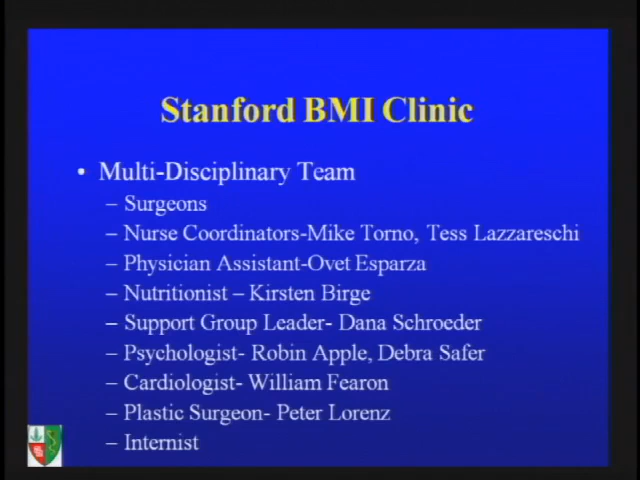 Stanford BMI Clinic
• Multi-Disciplinary Team
– Surgeons
– Nurse Coordinators-Mike Torno, Tess Lazzareschi
– Physician Assistant-Ovet Esparza
– Nutritionist – Kirsten Birge
– Support Group Leader- Dana Schroeder
– Psychologist- Robin Apple, Debra Safer
– Cardiologist- William Fearon
– Plastic Surgeon- Peter Lorenz
– Internist